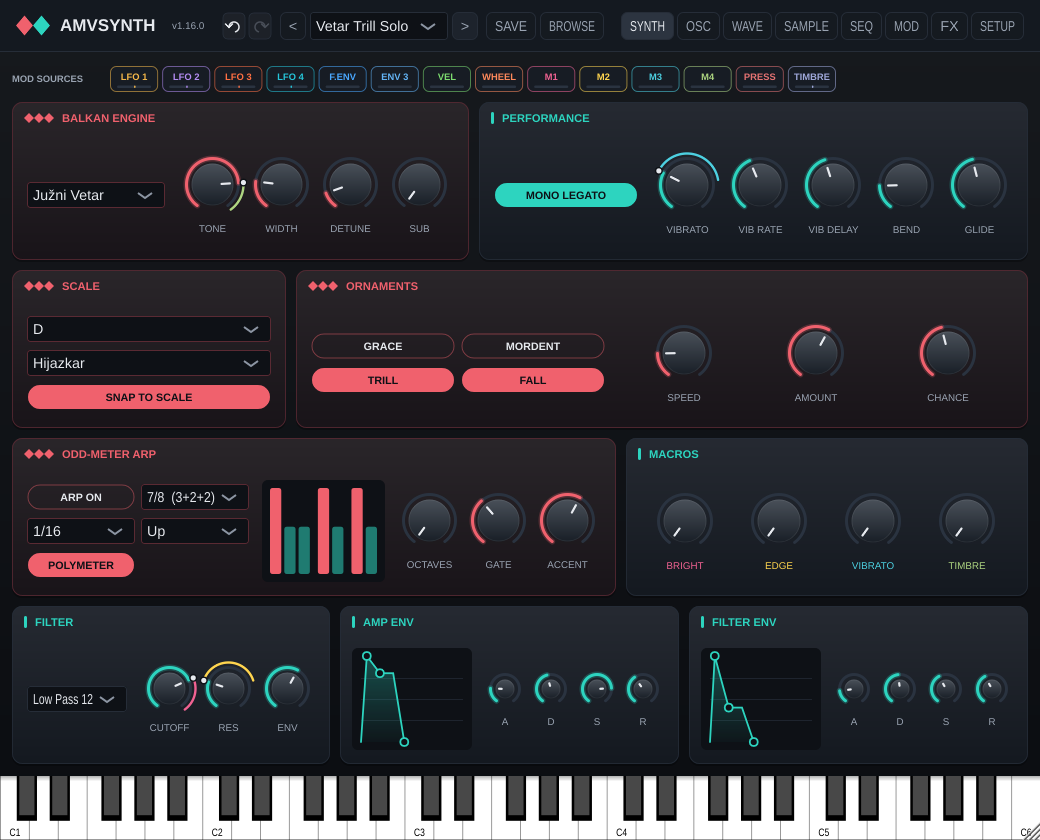 AMVSYNTH v1.16.0 < Vetar Trill Solo > SAVE BROWSE SYNTH OSC WAVE SAMPLE SEQ MOD FX SETUP
MOD SOURCES LFO 1 LFO 2 LFO 3 LFO 4 F.ENV ENV 3 VEL WHEEL M1 M2 M3 M4 PRESS TIMBRE
BALKAN ENGINE
Južni Vetar
TONE WIDTH DETUNE SUB
PERFORMANCE
MONO LEGATO
VIBRATO VIB RATE VIB DELAY BEND GLIDE
SCALE
D
Hijazkar
SNAP TO SCALE
ORNAMENTS
GRACE MORDENT
TRILL FALL
SPEED AMOUNT CHANCE
ODD-METER ARP
ARP ON 7/8 (3+2+2)
1/16 Up
POLYMETER
OCTAVES GATE ACCENT
MACROS
BRIGHT EDGE VIBRATO TIMBRE
FILTER
Low Pass 12
CUTOFF RES ENV
AMP ENV
A D S R
FILTER ENV
A D S R
C1 C2 C3 C4 C5 C6